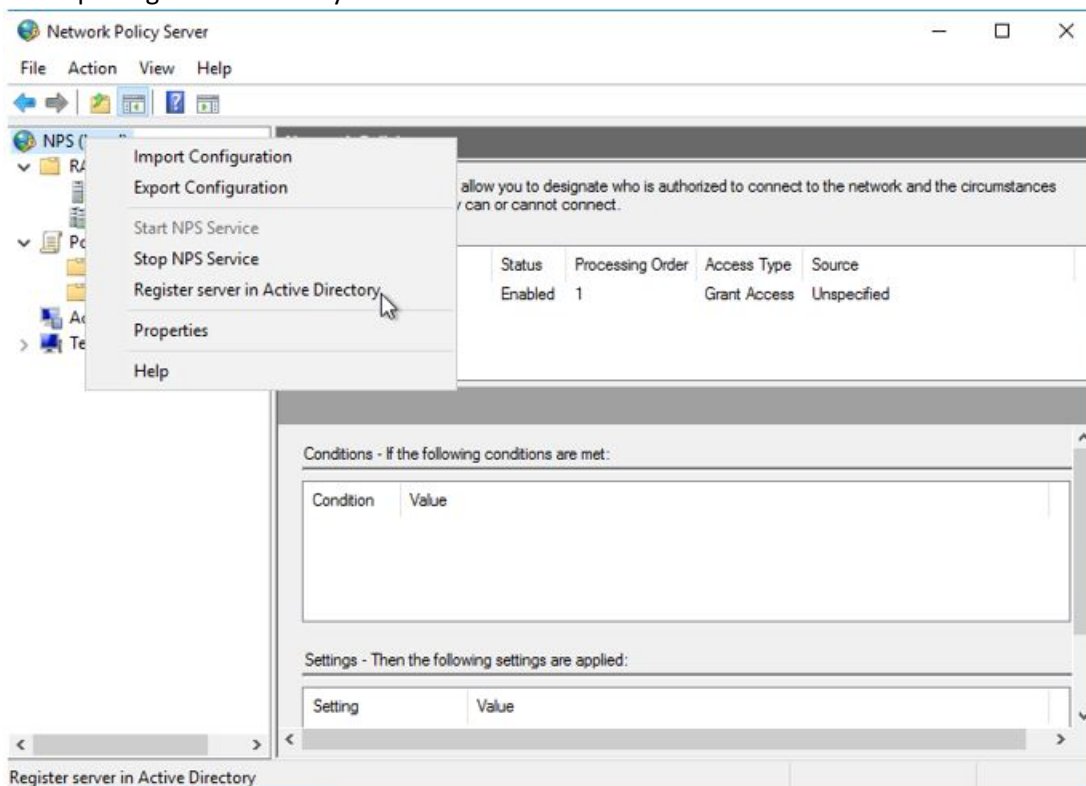 Network Policy Server
File Action View Help
NPS (
Import Configuration
Export Configuration
allow you to designate who is authorized to connect to the network and the circumstances
can or cannot connect.
Start NPS Service
Stop NPS Service
Status Processing Order Access Type Source
Register server in Active Directory
Enabled 1 Grant Access Unspecified
Properties
Help
Conditions - If the following conditions are met:
Condition Value
Settings - Then the following settings are applied:
Setting Value
Register server in Active Directory